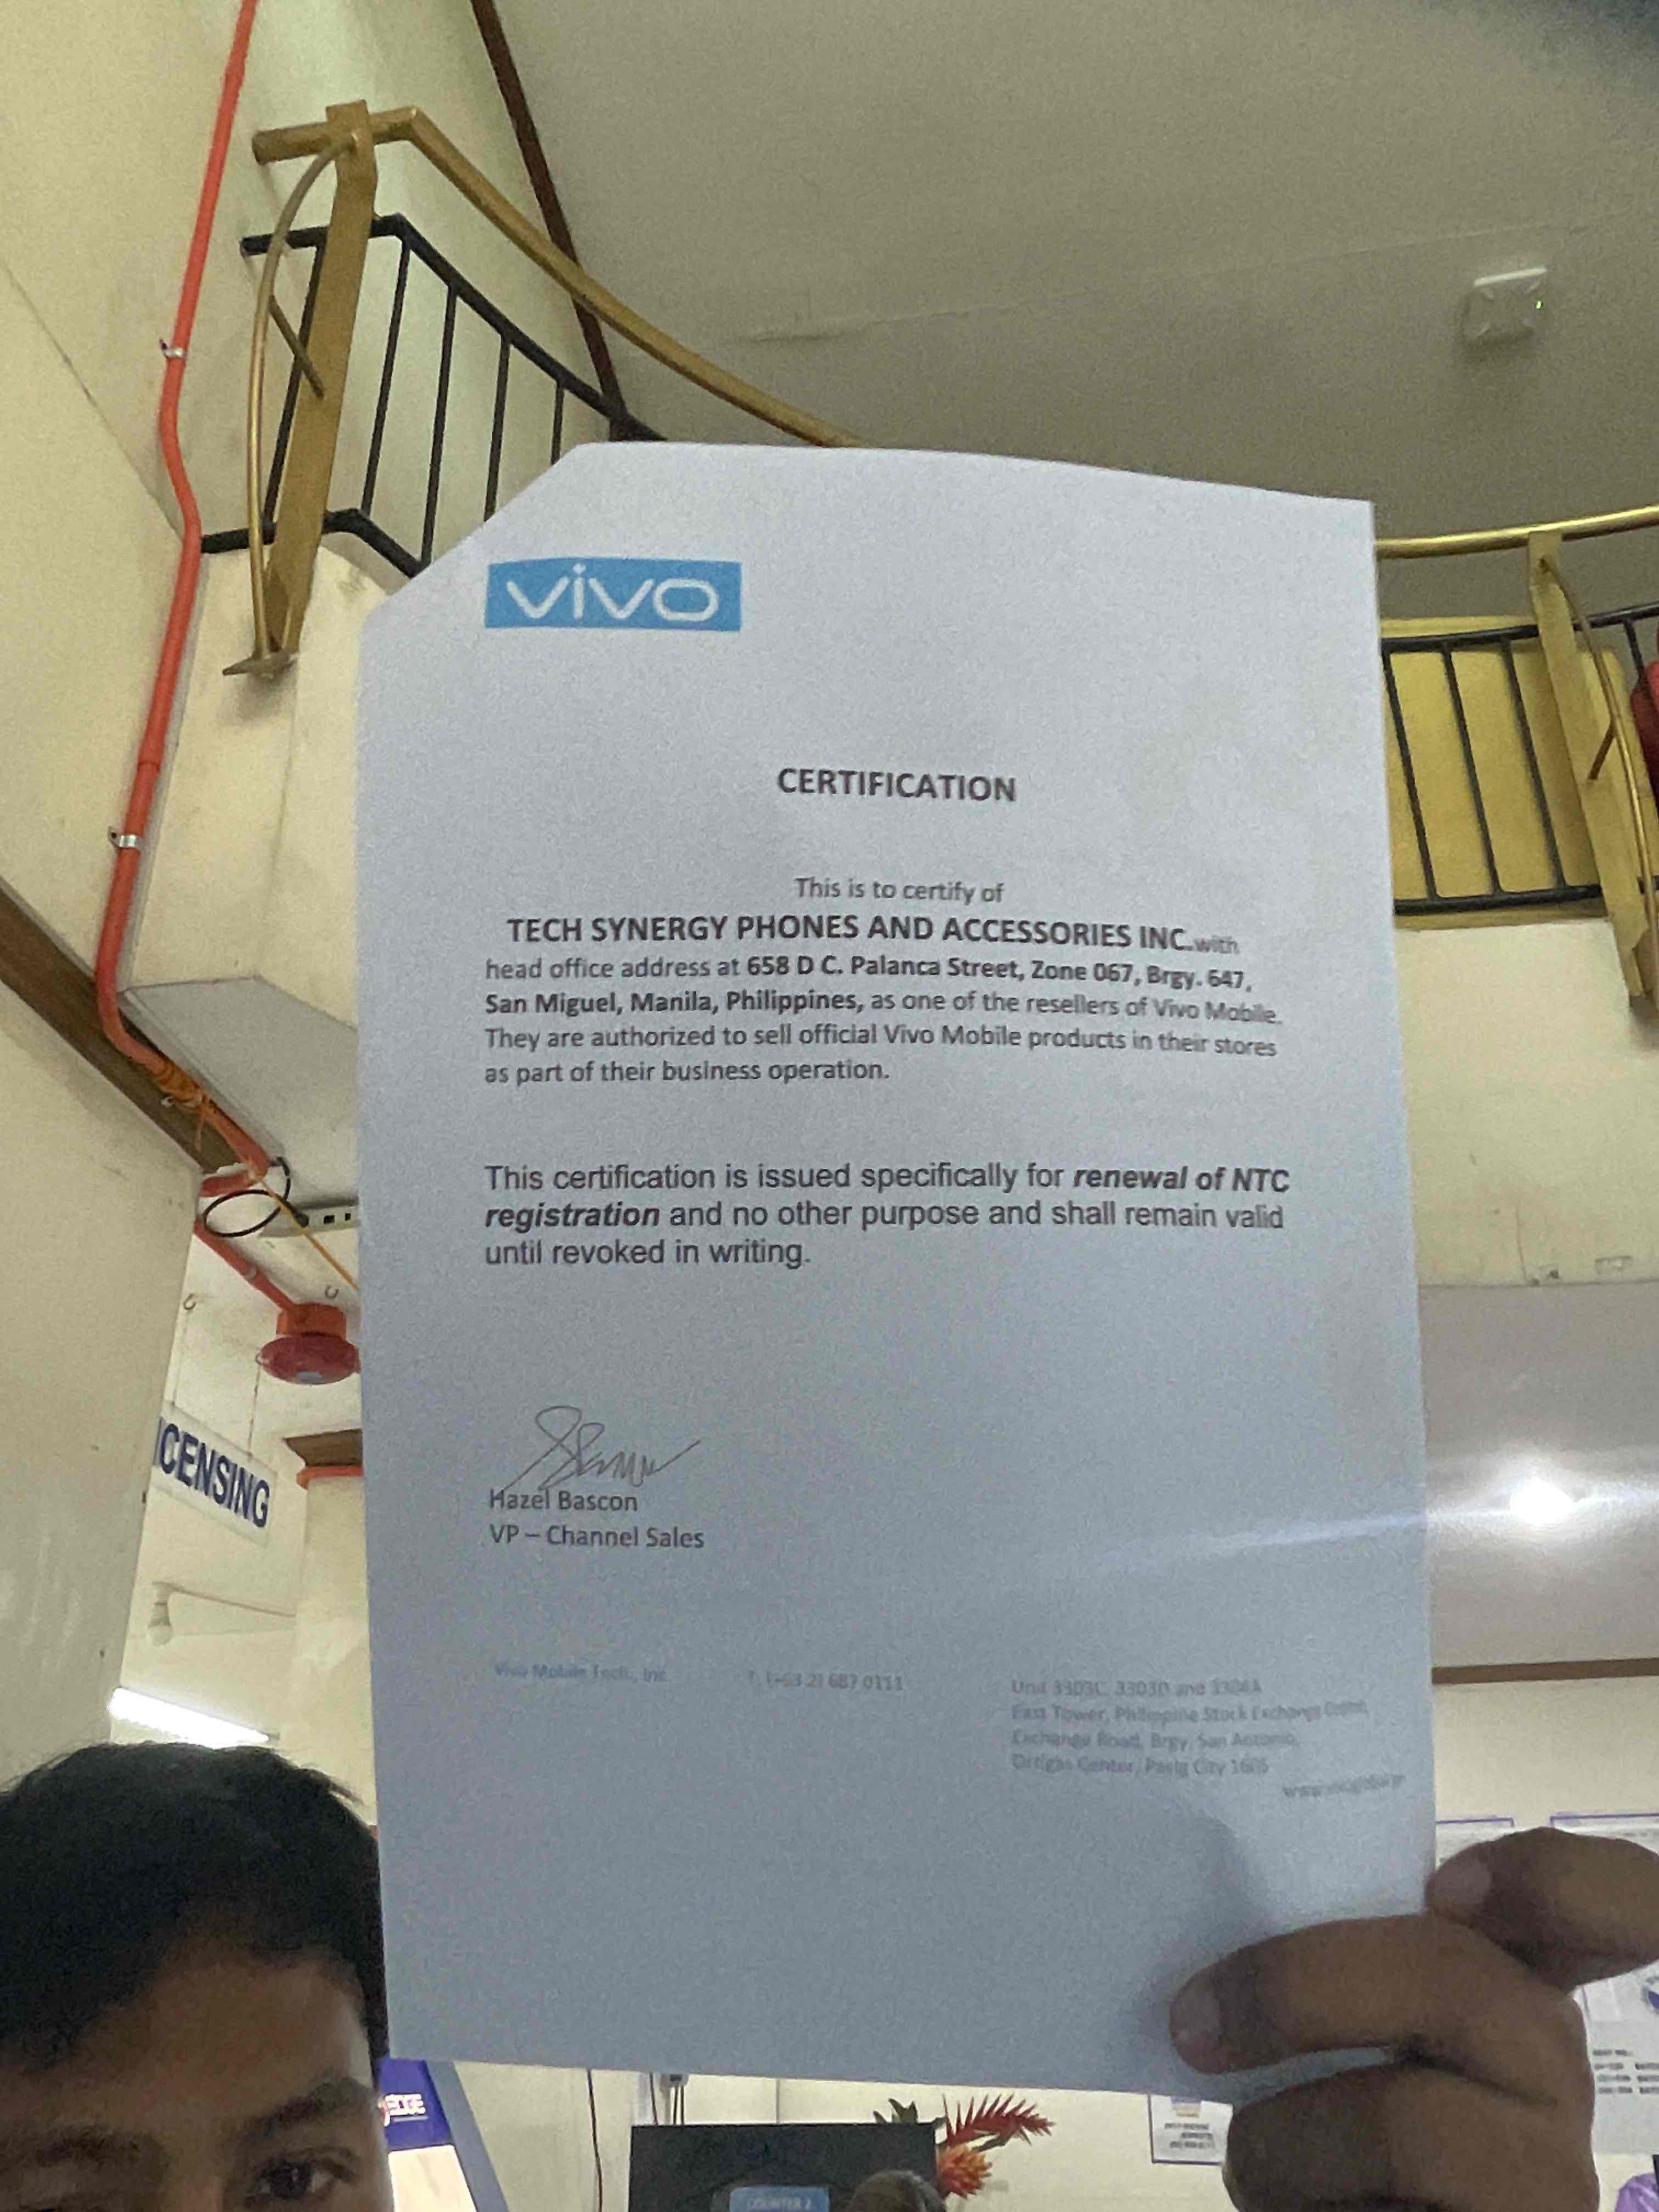 vivo
CERTIFICATION
This is to certify of
TECH SYNERGY PHONES AND ACCESSORIES INC. with
head office address at 658 D C. Palanca Street, Zone 067, Brgy. 647,
San Miguel, Manila, Philippines, as one of the resellers of Vivo Mobile.
They are authorized to sell official Vivo Mobile products in their stores
as part of their business operation.
This certification is issued specifically for renewal of NTC
registration and no other purpose and shall remain valid
until revoked in writing.
Hazel Bascon
VP – Channel Sales
Vivo Mobile Tech., Inc.
T. (+63 2) 687 0111
Unit 3303C, 3303D and
East Tower, Philippine Stock Exchange Centre,
Exchange Road, Brgy. San Antonio,
Ortigas Center, Pasig City 1605
ICENSING
COUNTER 2